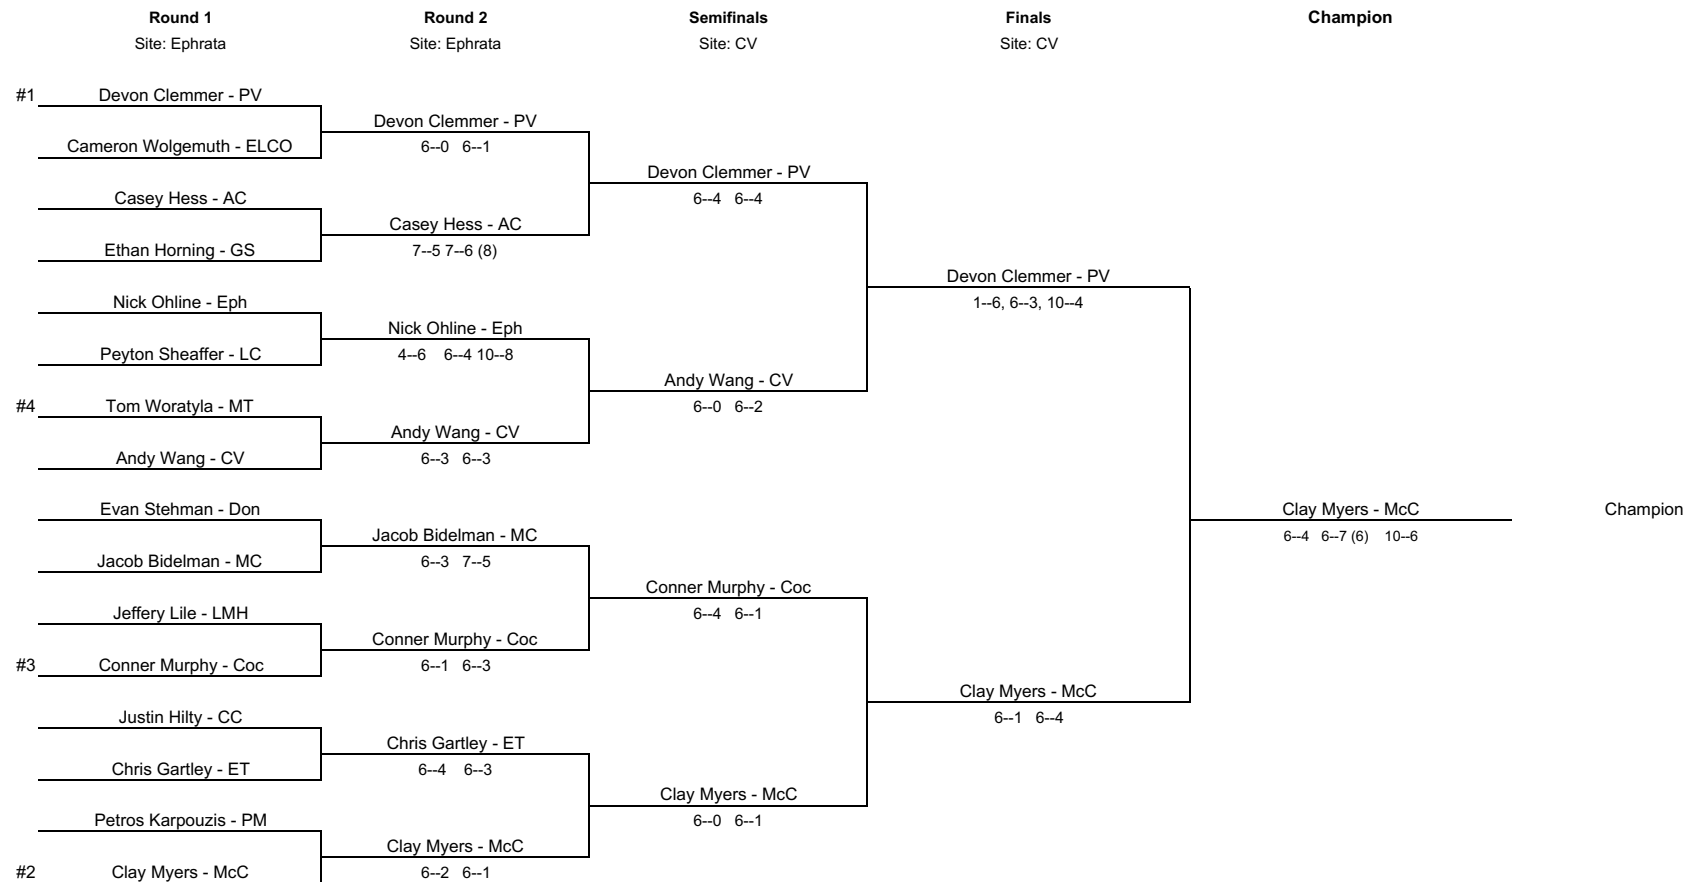 Round 1 Round 2 Semifinals Finals Champion
Site: Ephrata Site: Ephrata Site: CV Site: CV
#1 Devon Clemmer - PV
Devon Clemmer - PV
Cameron Wolgemuth - ELCO 6--0 6--1
Devon Clemmer - PV
Casey Hess - AC 6--4 6--4
Casey Hess - AC
Ethan Horning - GS 7--5 7--6 (8)
Devon Clemmer - PV
Nick Ohline - Eph 1--6, 6--3, 10--4
Nick Ohline - Eph
Peyton Sheaffer - LC 4--6 6--4 10--8
Andy Wang - CV
#4 Tom Woratyla - MT 6--0 6--2
Andy Wang - CV
Andy Wang - CV 6--3 6--3
Evan Stehman - Don Clay Myers - McC Champion
Jacob Bidelman - MC 6--4 6--7 (6) 10--6
Jacob Bidelman - MC 6--3 7--5
Conner Murphy - Coc
Jeffery Lile - LMH 6--4 6--1
Conner Murphy - Coc
#3 Conner Murphy - Coc 6--1 6--3
Clay Myers - McC
Justin Hilty - CC 6--1 6--4
Chris Gartley - ET
Chris Gartley - ET 6--4 6--3
Clay Myers - McC
Petros Karpouzis - PM 6--0 6--1
Clay Myers - McC
#2 Clay Myers - McC 6--2 6--1